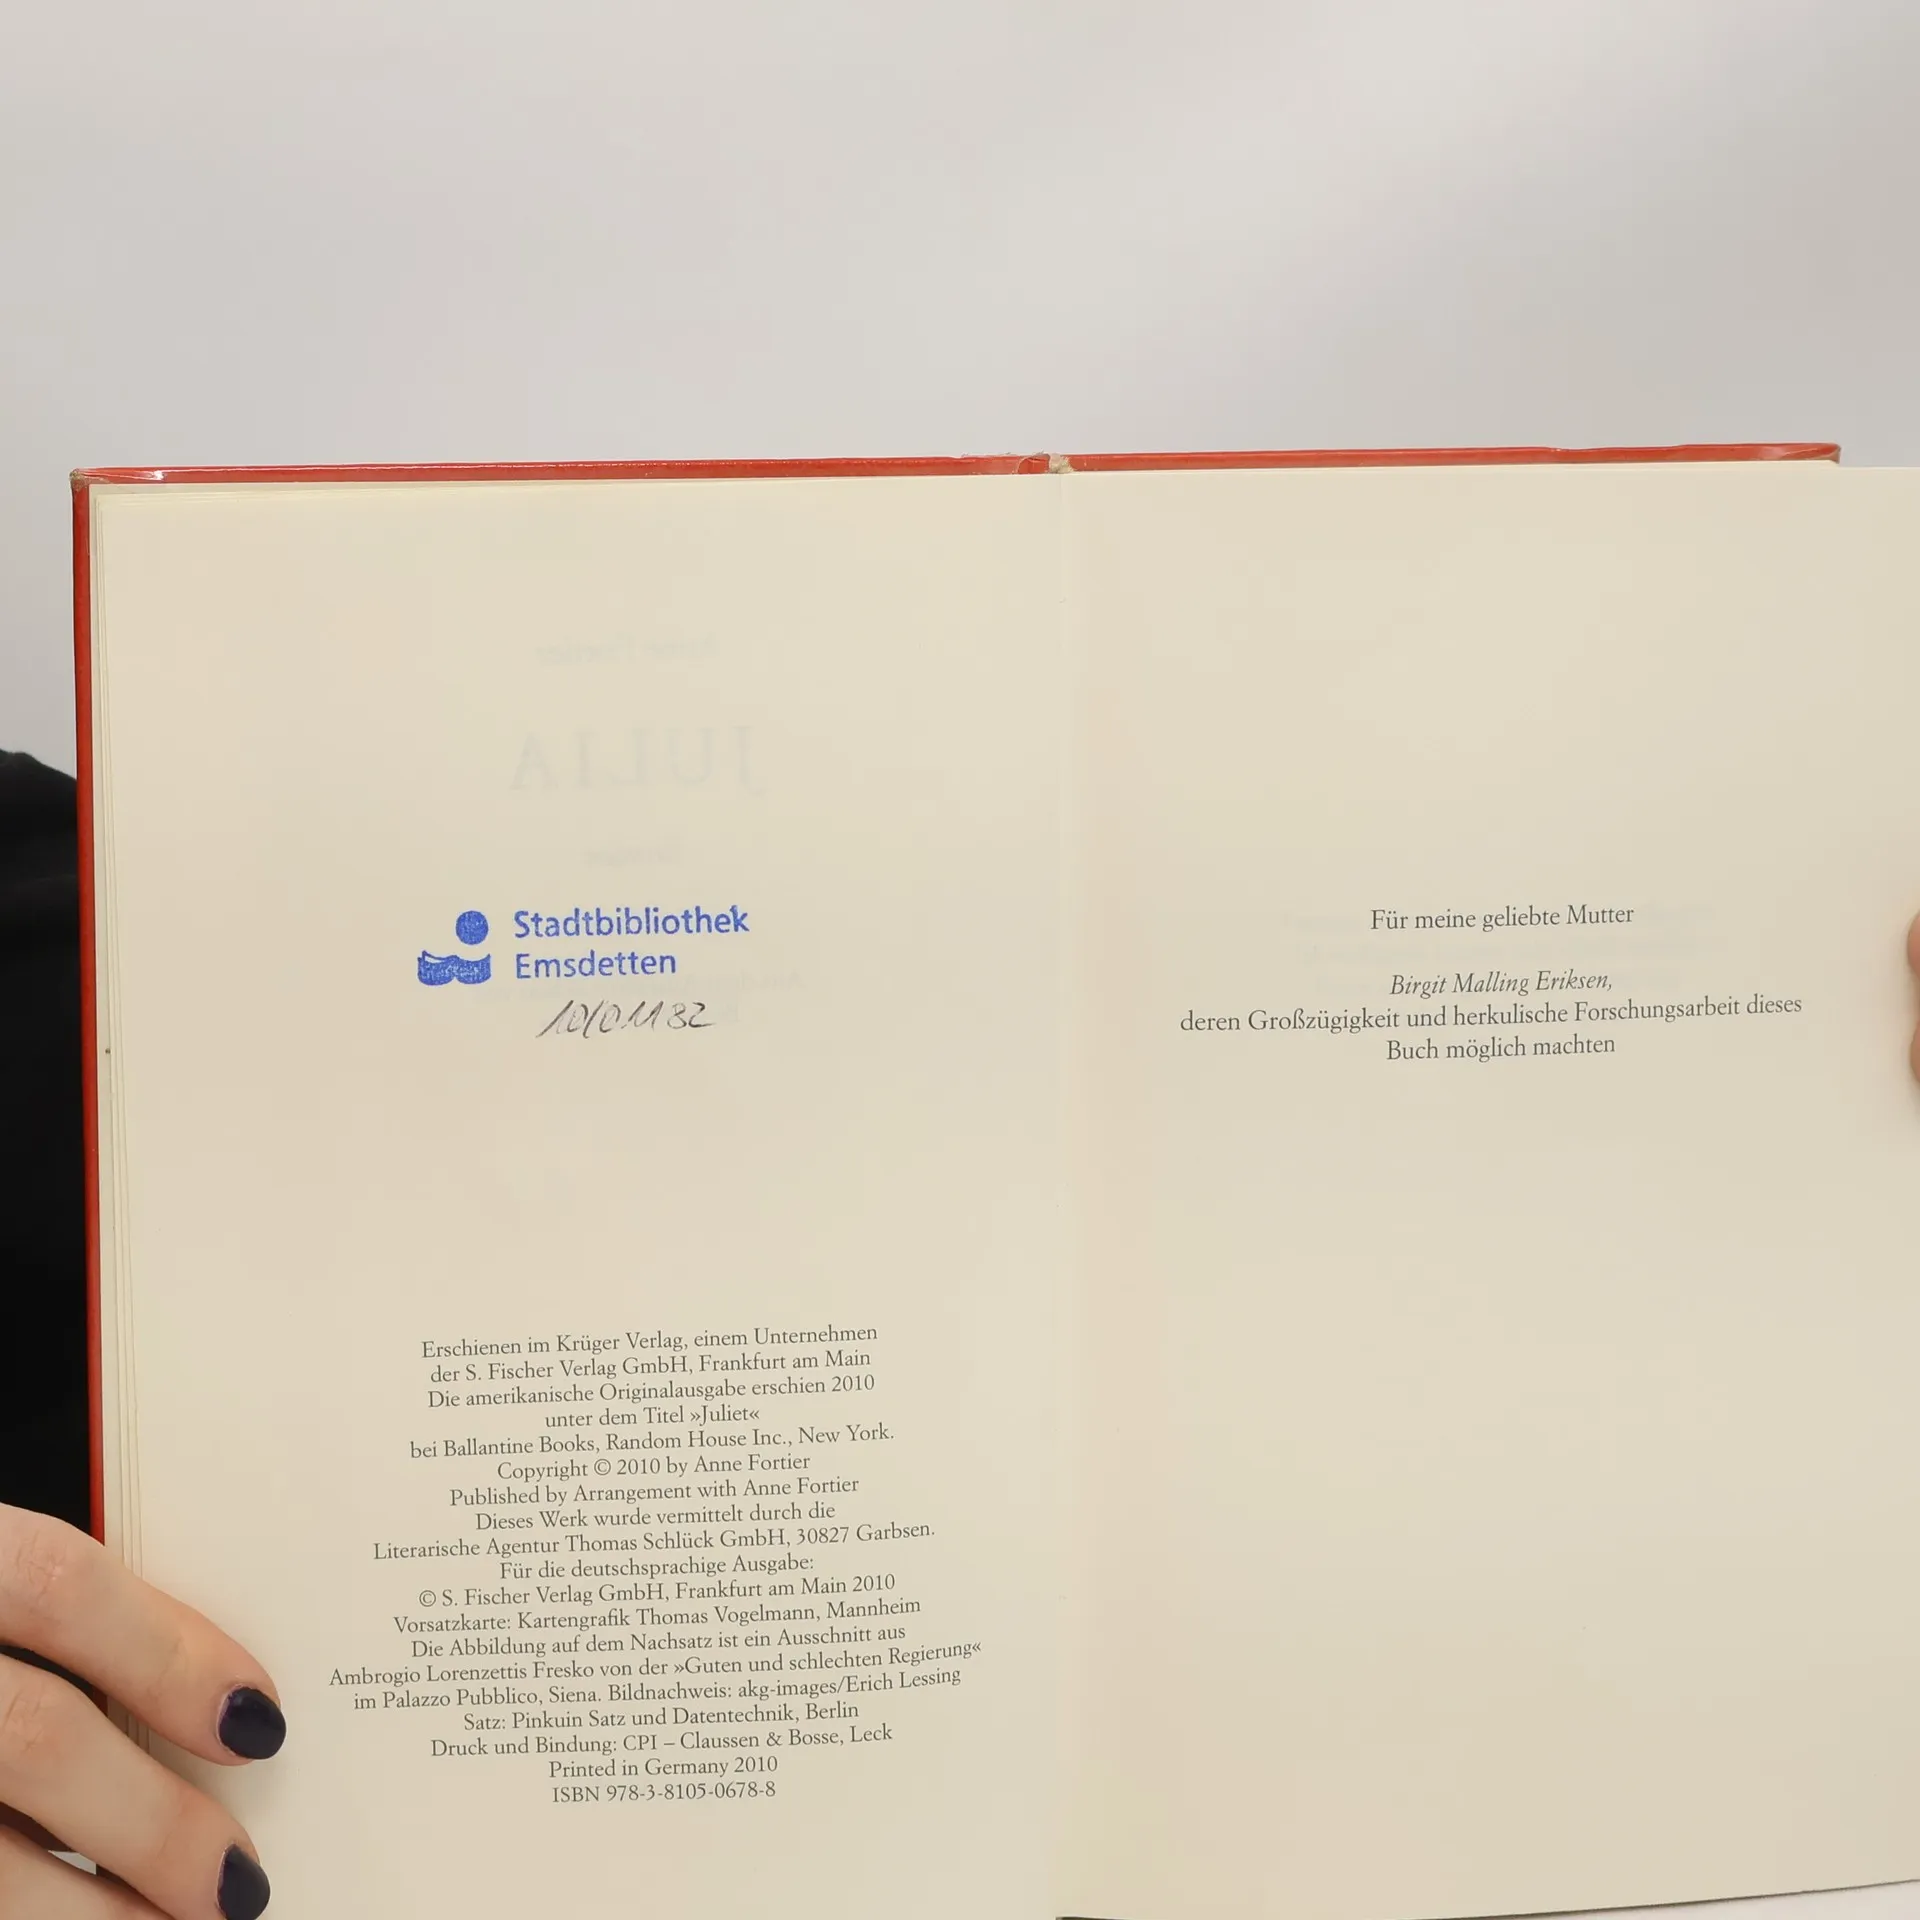 JULIA
Stadtbibliothek
Emsdetten
10/01182
Erschienen im Krüger Verlag, einem Unternehmen
der S. Fischer Verlag GmbH, Frankfurt am Main
Die amerikanische Originalausgabe erschien 2010
unter dem Titel »Juliet«
bei Ballantine Books, Random House Inc., New York.
Copyright © 2010 by Anne Fortier
Published by Arrangement with Anne Fortier
Dieses Werk wurde vermittelt durch die
Literarische Agentur Thomas Schlück GmbH, 30827 Garbsen.
Für die deutschsprachige Ausgabe:
© S. Fischer Verlag GmbH, Frankfurt am Main 2010
Vorsatzkarte: Kartengrafik Thomas Vogelmann, Mannheim
Die Abbildung auf dem Nachsatz ist ein Ausschnitt aus
Ambrogio Lorenzettis Fresko von der »Guten und schlechten Regierung«
im Palazzo Pubblico, Siena. Bildnachweis: akg-images/Erich Lessing
Satz: Pinkuin Satz und Datentechnik, Berlin
Druck und Bindung: CPI – Claussen & Bosse, Leck
Printed in Germany 2010
ISBN 978-3-8105-0678-8
Für meine geliebte Mutter
Birgit Malling Eriksen,
deren Großzügigkeit und herkulische Forschungsarbeit dieses
Buch möglich machten